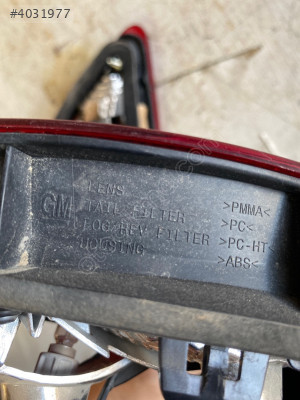 #4031977
GM
LENS >PMMA<
TAIL FILTER >PC<
FOG/REV FILTER >PC-HT<
HOUSING >ABS<